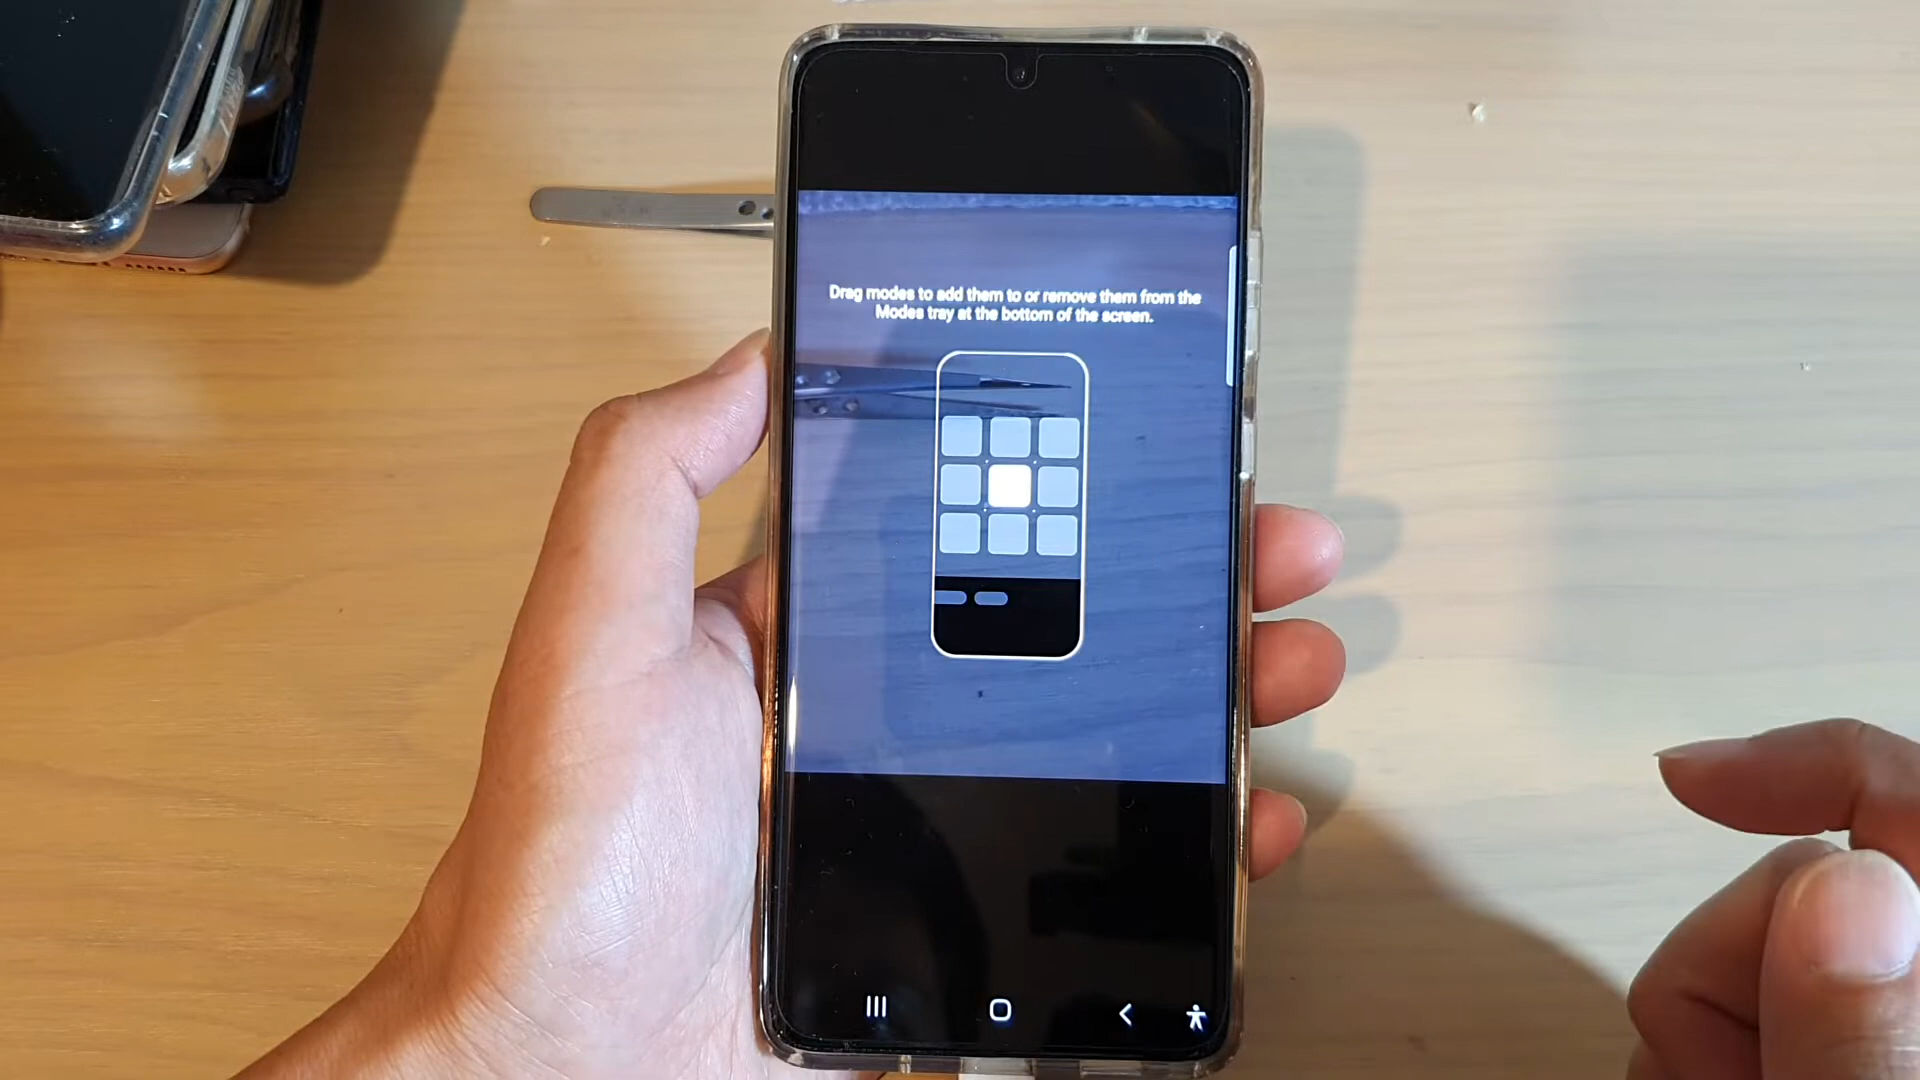 Drag modes to add them to or remove them from the
Modes tray at the bottom of the screen.